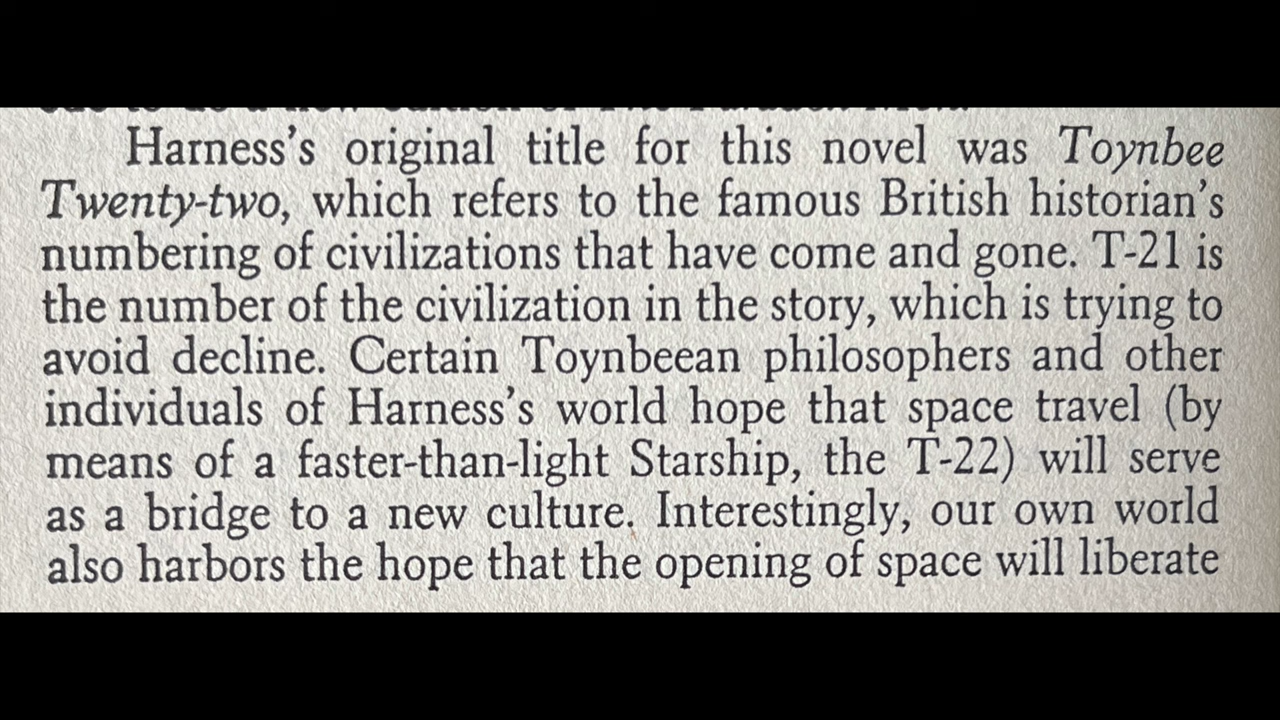 Harness's original title for this novel was Toynbee
Twenty-two, which refers to the famous British historian's
numbering of civilizations that have come and gone. T-21 is
the number of the civilization in the story, which is trying to
avoid decline. Certain Toynbeean philosophers and other
individuals of Harness's world hope that space travel (by
means of a faster-than-light Starship, the T-22) will serve
as a bridge to a new culture. Interestingly, our own world
also harbors the hope that the opening of space will liberate